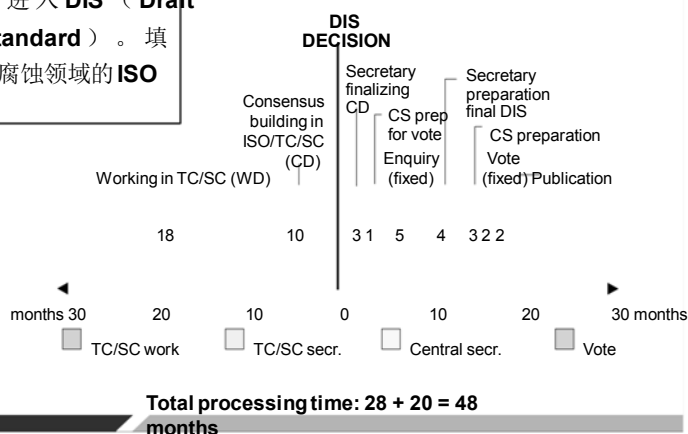 进入DIS（Draft
tandard）。填
腐蚀领域的ISO
DIS
DECISION
Secretary
finalizing
CD
Secretary
preparation
final DIS
Consensus
building in
ISO/TC/SC
(CD)
CS prep
for vote
CS preparation
Enquiry
(fixed)
Vote
(fixed) Publication
Working in TC/SC (WD)
18 10 3 1 5 4 3 2 2
months 30 20 10 0 10 20 30 months
TC/SC work TC/SC secr. Central secr. Vote
Total processing time: 28 + 20 = 48
months